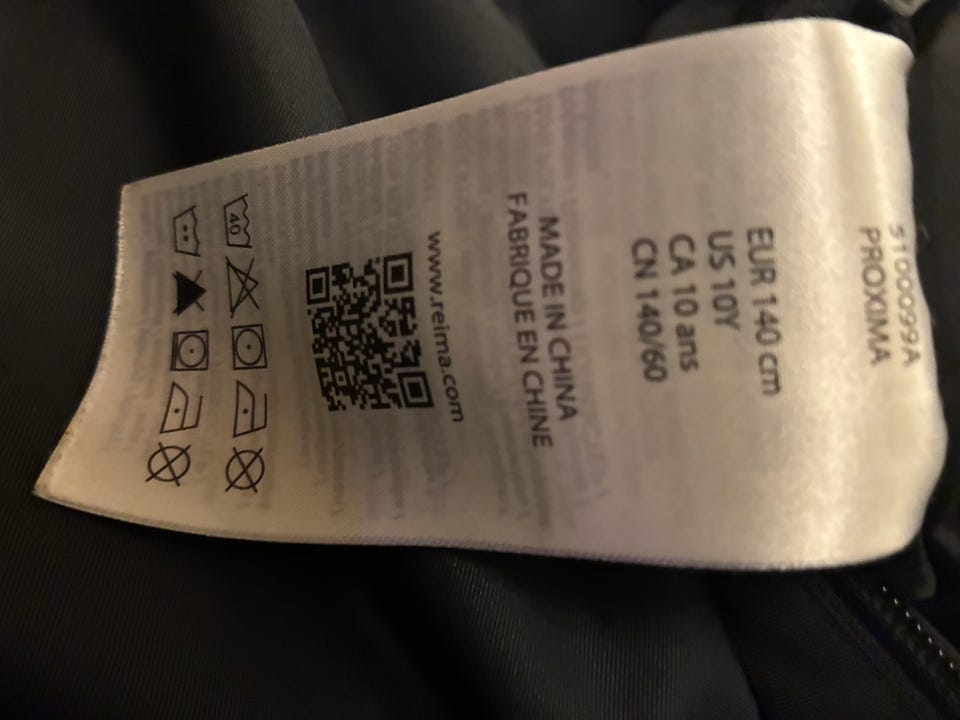 5100099A
PROXIMA
EUR 140 cm
US 10Y
CA 10 ans
CN 140/60
MADE IN CHINA
FABRIQUE EN CHINE
www.reima.com
40